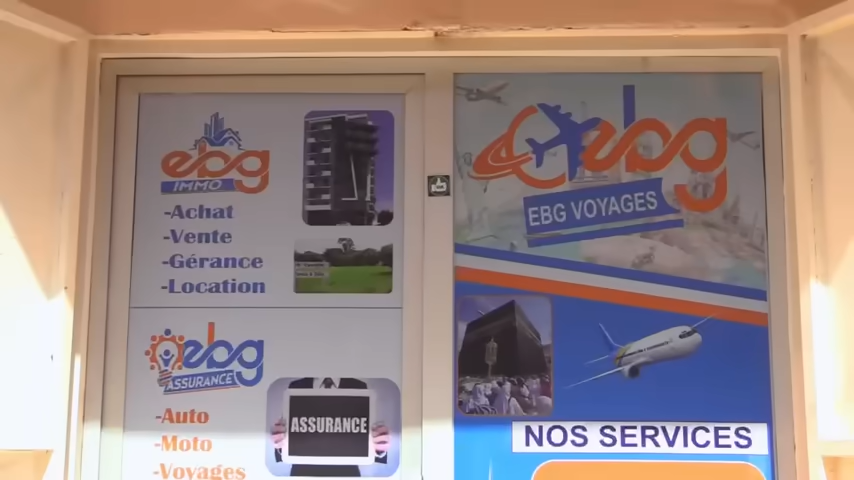 ebg
IMMO
-Achat
-Vente
-Gérance
-Location
ebg
ASSURANCE
-Auto
-Moto
-Voyages
ASSURANCE
ebg
EBG VOYAGES
NOS SERVICES